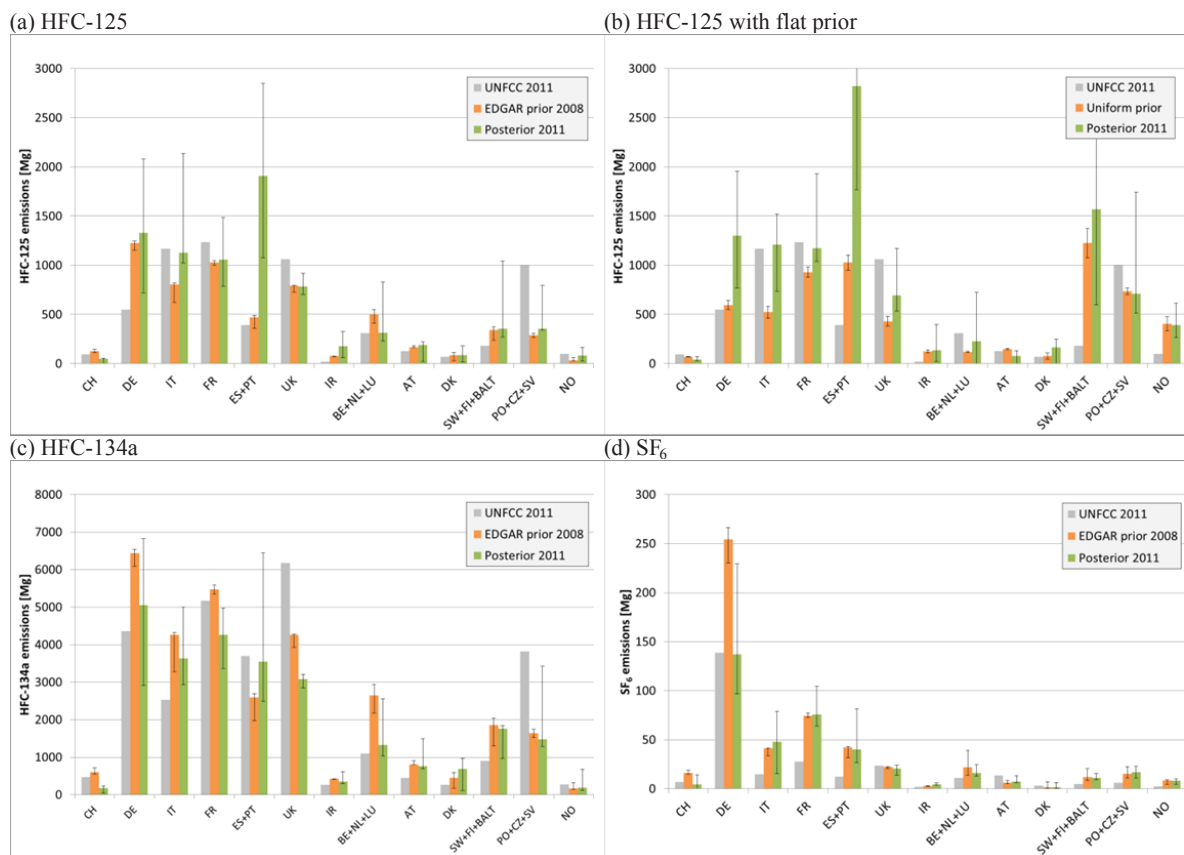 (a) HFC-125
HFC-125 emissions [Mg]
3000
2500
2000
1500
1000
500
0
UNFCC 2011
EDGAR prior 2008
Posterior 2011
CH
DE
IT
FR
ES+PT
UK
IR
BE+NL+LU
AT
DK
SW+FI+BALT
PO+CZ+SV
NO
(b) HFC-125 with flat prior
HFC-125 emissions [Mg]
3000
2500
2000
1500
1000
500
0
UNFCC 2011
Uniform prior
Posterior 2011
CH
DE
IT
FR
ES+PT
UK
IR
BE+NL+LU
AT
DK
SW+FI+BALT
PO+CZ+SV
NO
(c) HFC-134a
HFC-134a emissions [Mg]
8000
7000
6000
5000
4000
3000
2000
1000
0
UNFCC 2011
EDGAR prior 2008
Posterior 2011
CH
DE
IT
FR
ES+PT
UK
IR
BE+NL+LU
AT
DK
SW+FI+BALT
PO+CZ+SV
NO
(d) SF₆
SF₆ emissions [Mg]
300
250
200
150
100
50
0
UNFCC 2011
EDGAR prior 2008
Posterior 2011
CH
DE
IT
FR
ES+PT
UK
IR
BE+NL+LU
AT
DK
SW+FI+BALT
PO+CZ+SV
NO